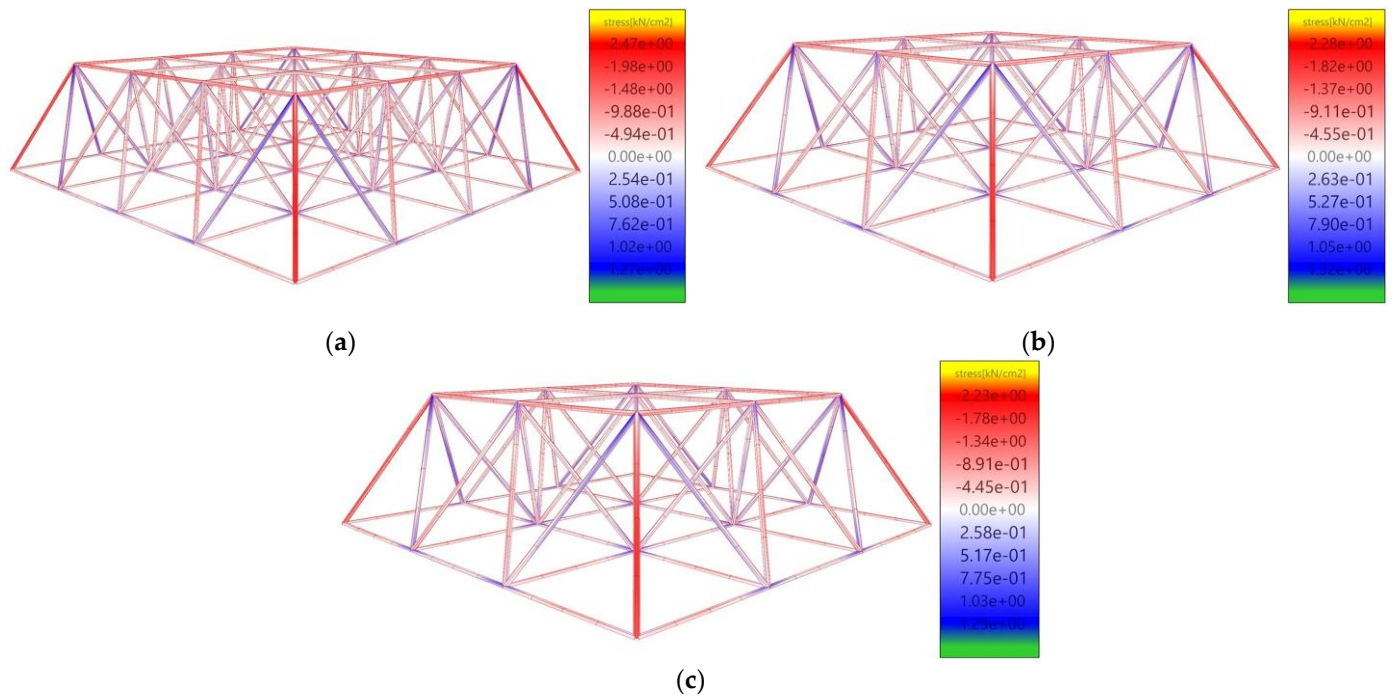 stress[kN/cm2]
-2.47e+00
-1.98e+00
-1.48e+00
-9.88e-01
-4.94e-01
0.00e+00
2.54e-01
5.08e-01
7.62e-01
1.02e+00
1.27e+00
(a)
stress[kN/cm2]
-2.28e+00
-1.82e+00
-1.37e+00
-9.11e-01
-4.55e-01
0.00e+00
2.63e-01
5.27e-01
7.90e-01
1.05e+00
1.32e+00
(b)
stress[kN/cm2]
-2.23e+00
-1.78e+00
-1.34e+00
-8.91e-01
-4.45e-01
0.00e+00
2.58e-01
5.17e-01
7.75e-01
1.03e+00
1.29e+00
(c)